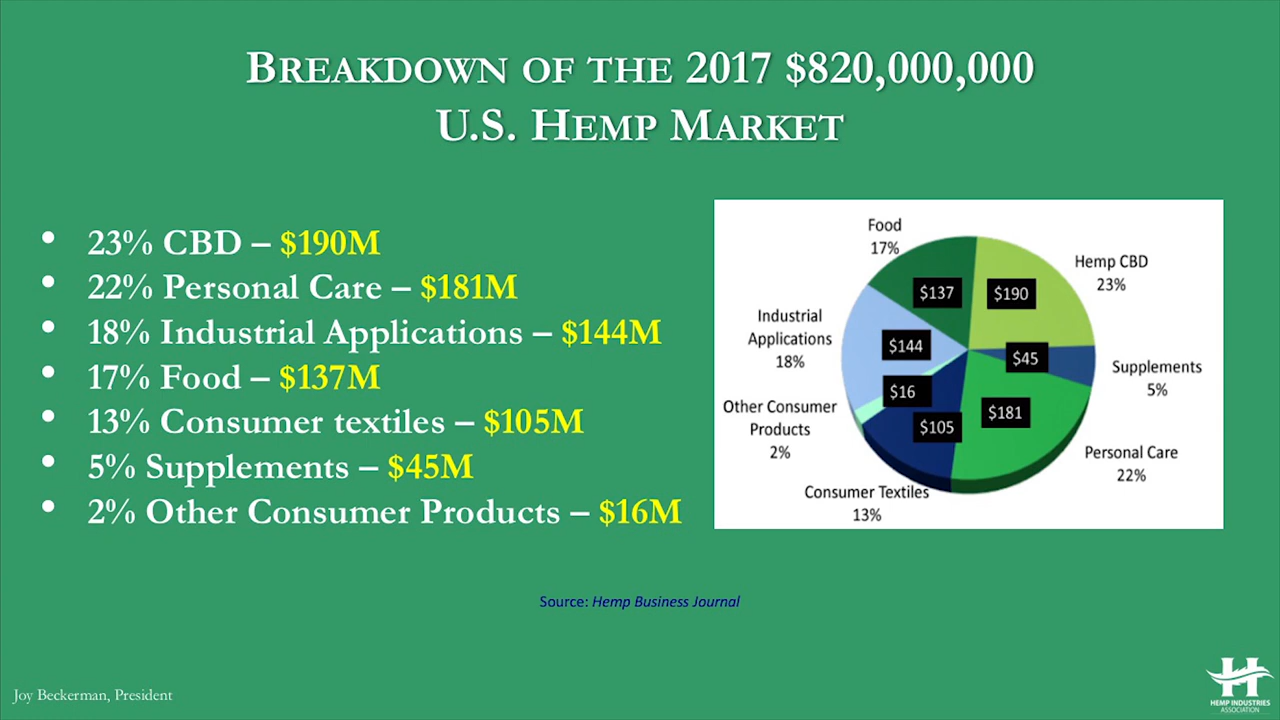 BREAKDOWN OF THE 2017 $820,000,000
U.S. HEMP MARKET
• 23% CBD – $190M
• 22% Personal Care – $181M
• 18% Industrial Applications – $144M
• 17% Food – $137M
• 13% Consumer textiles – $105M
• 5% Supplements – $45M
• 2% Other Consumer Products – $16M
Food
17%
Hemp CBD
23%
$137
$190
Industrial
Applications
18%
$144
$45
Supplements
5%
$16
Other Consumer
Products
2%
$181
$105
Personal Care
22%
Consumer Textiles
13%
Source: Hemp Business Journal
Joy Beckerman, President
H
HEMP INDUSTRIES
ASSOCIATION